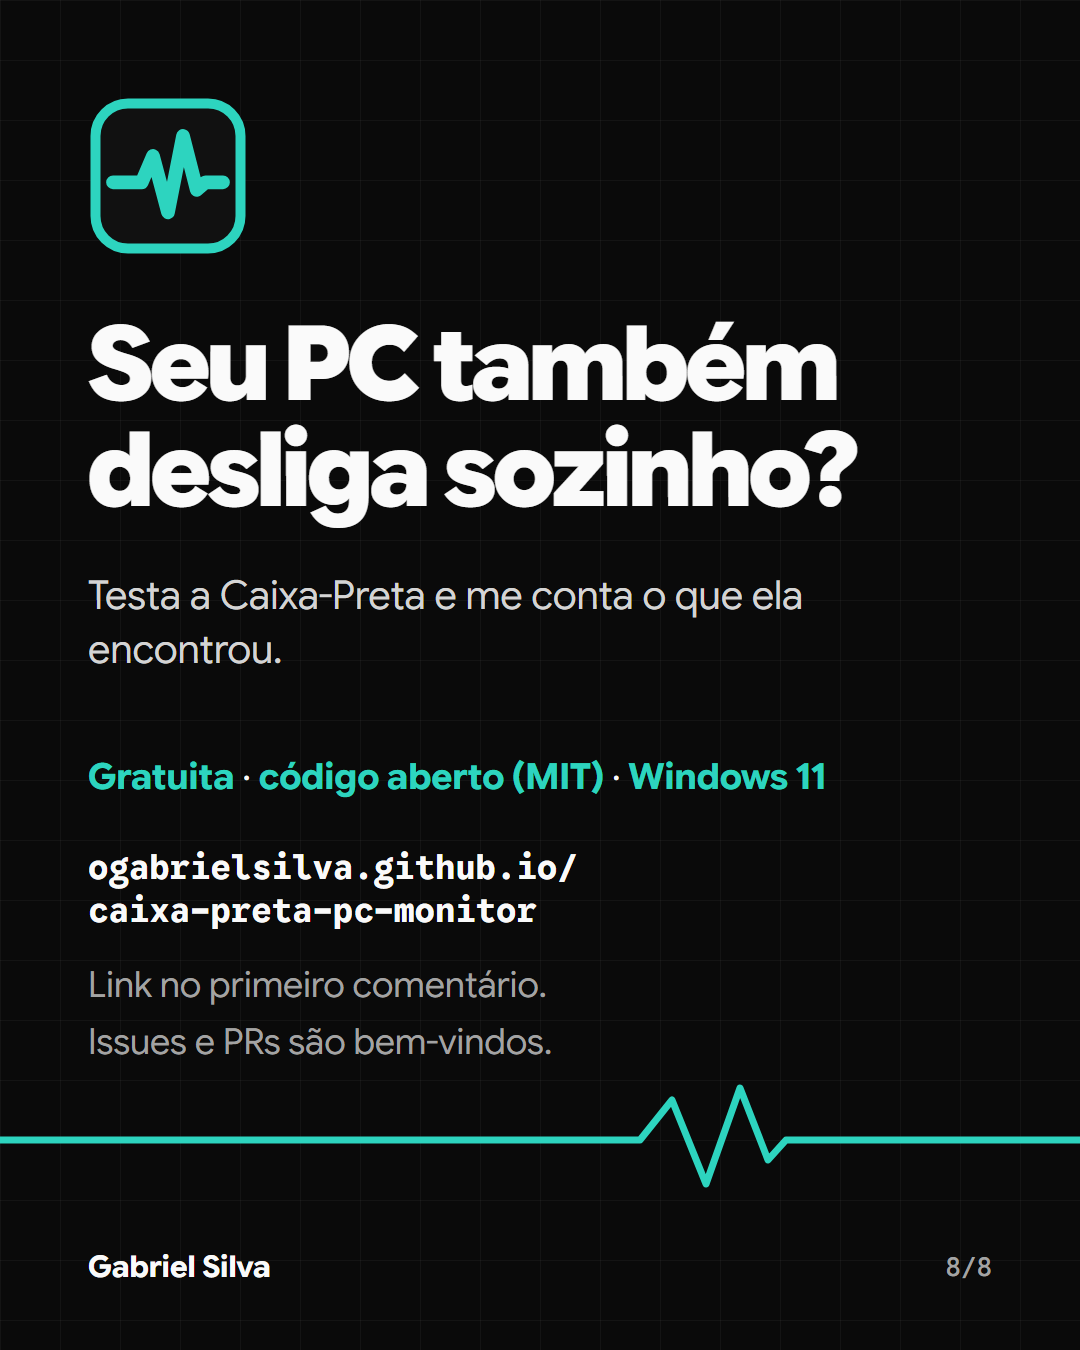 Seu PC também
desliga sozinho?
Testa a Caixa-Preta e me conta o que ela
encontrou.
Gratuita · código aberto (MIT) · Windows 11
ogabrielsilva.github.io/
caixa-preta-pc-monitor
Link no primeiro comentário.
Issues e PRs são bem-vindos.
Gabriel Silva
8/8